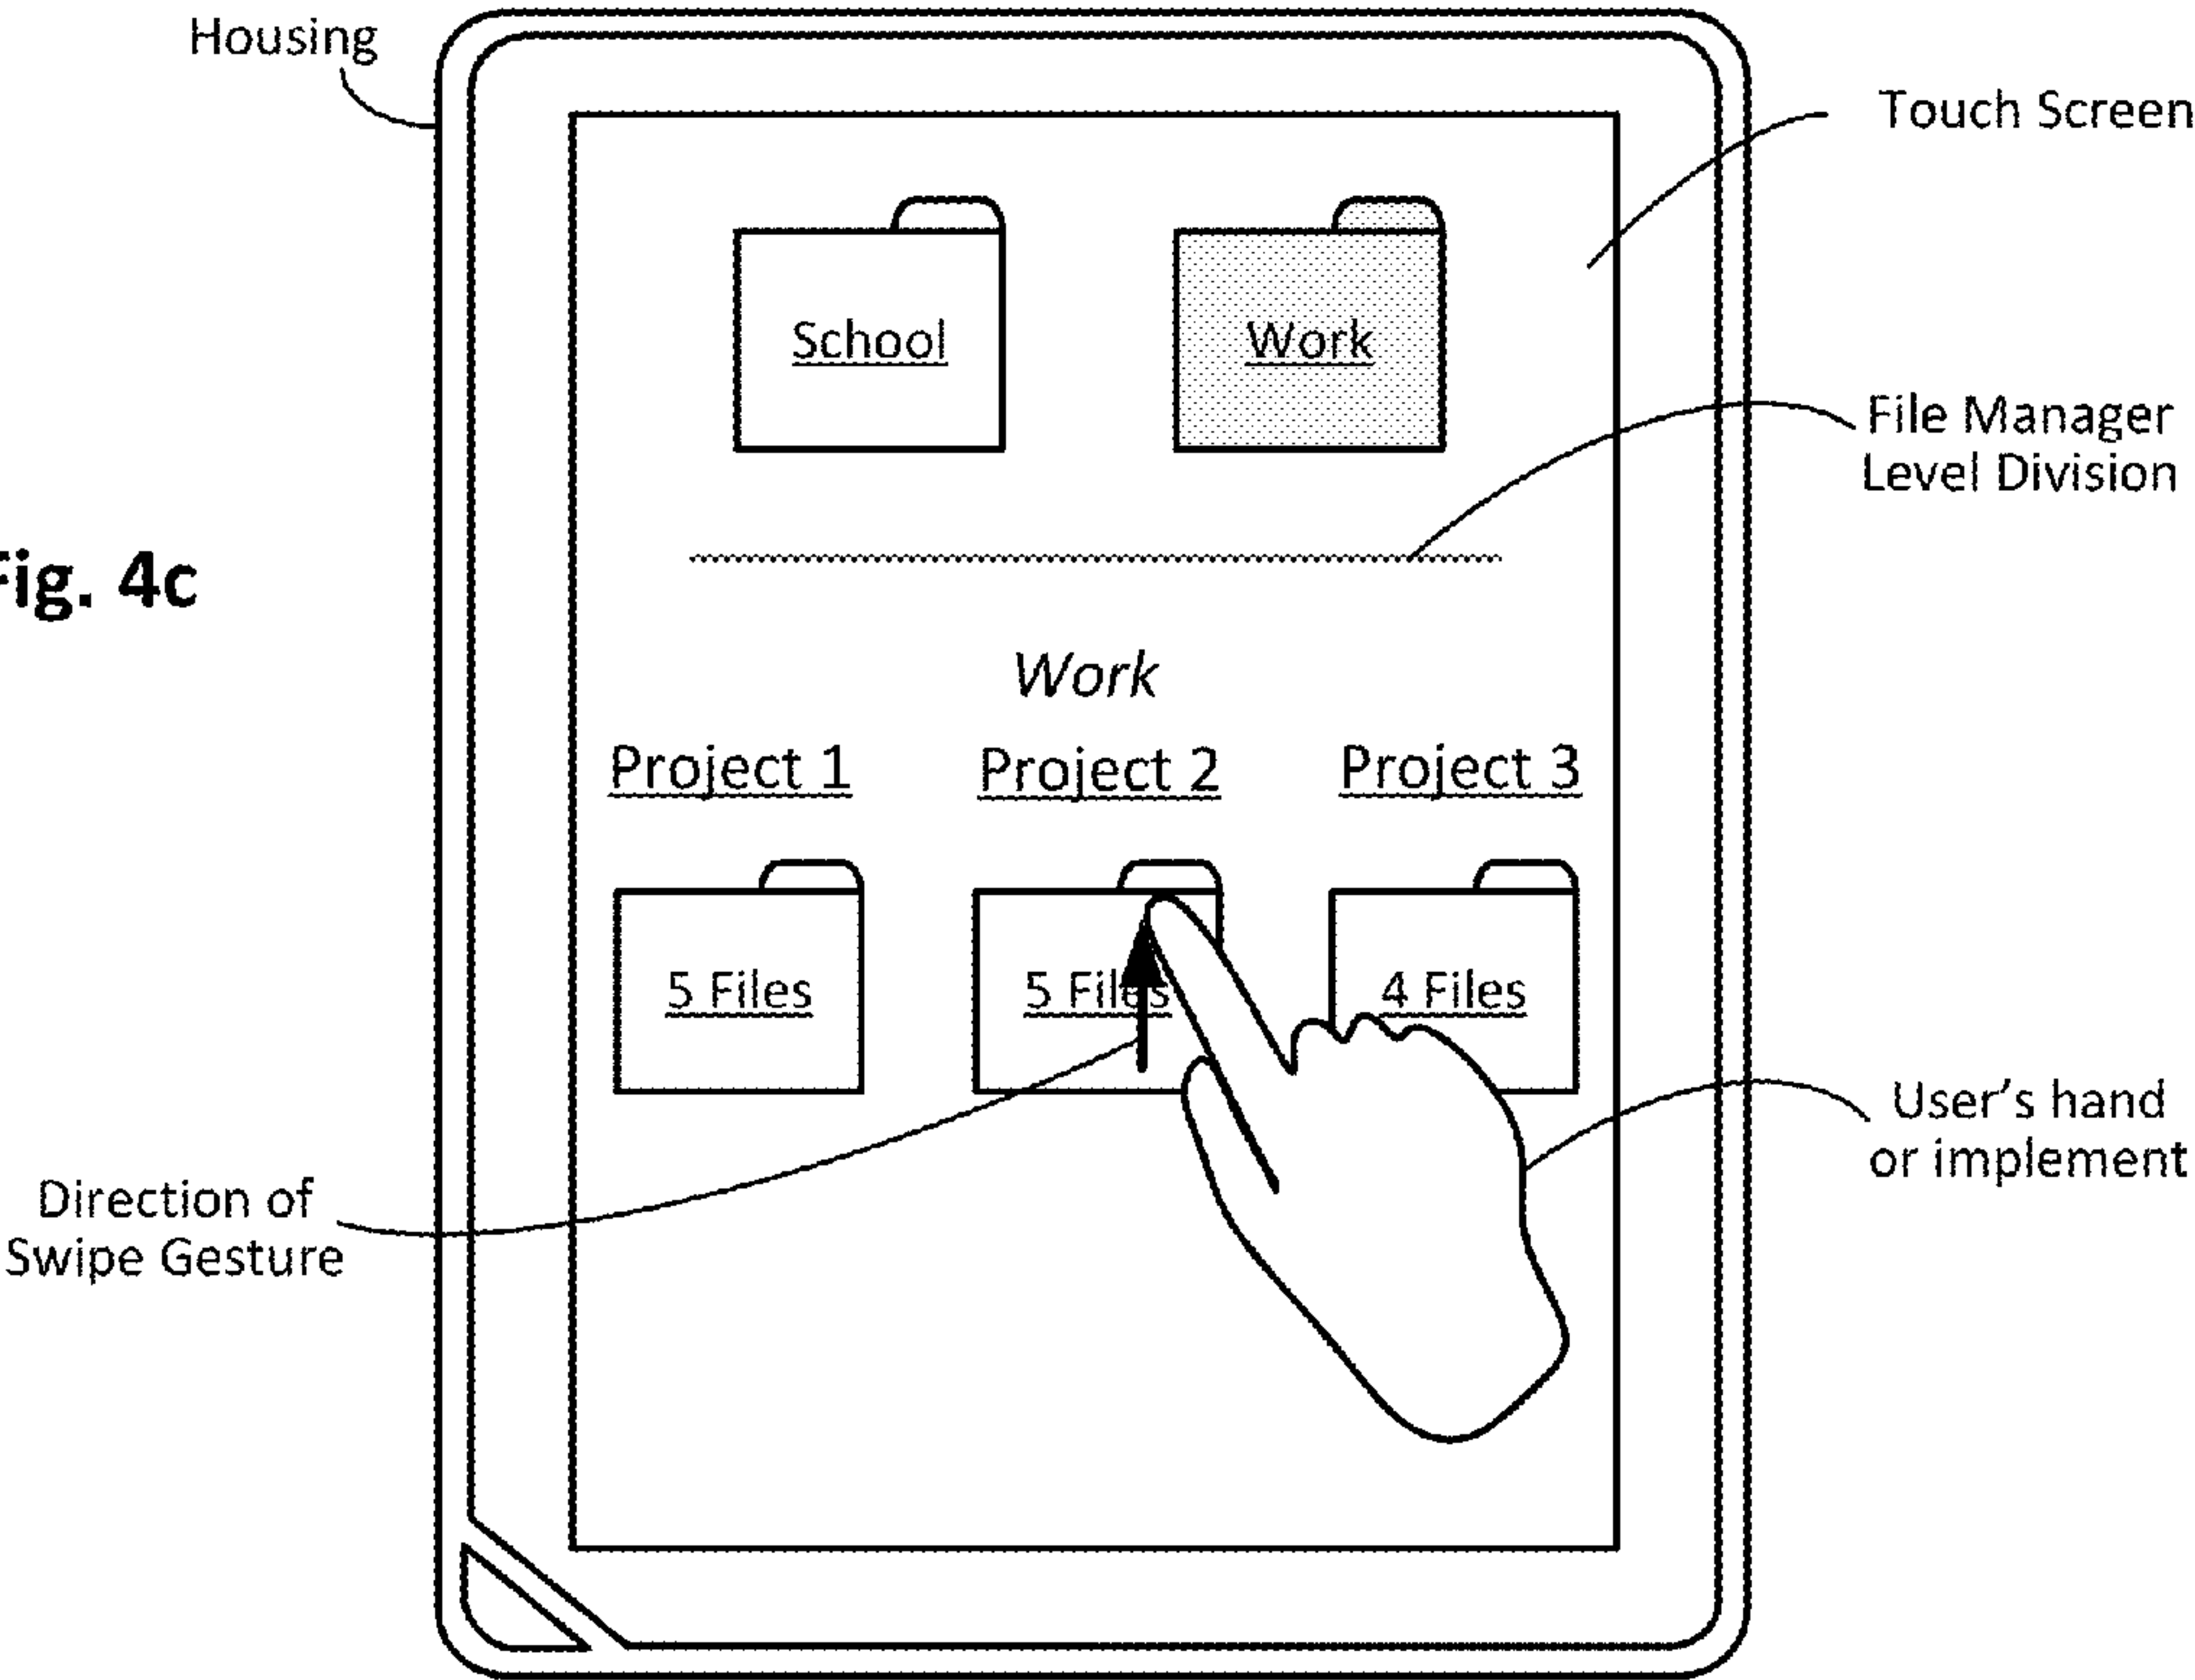 Housing
Touch Screen
School
Work
File Manager
Level Division
Fig. 4c
Work
Project 1
Project 2
Project 3
5 Files
5 Files
4 Files
User's hand
or implement
Direction of
Swipe Gesture